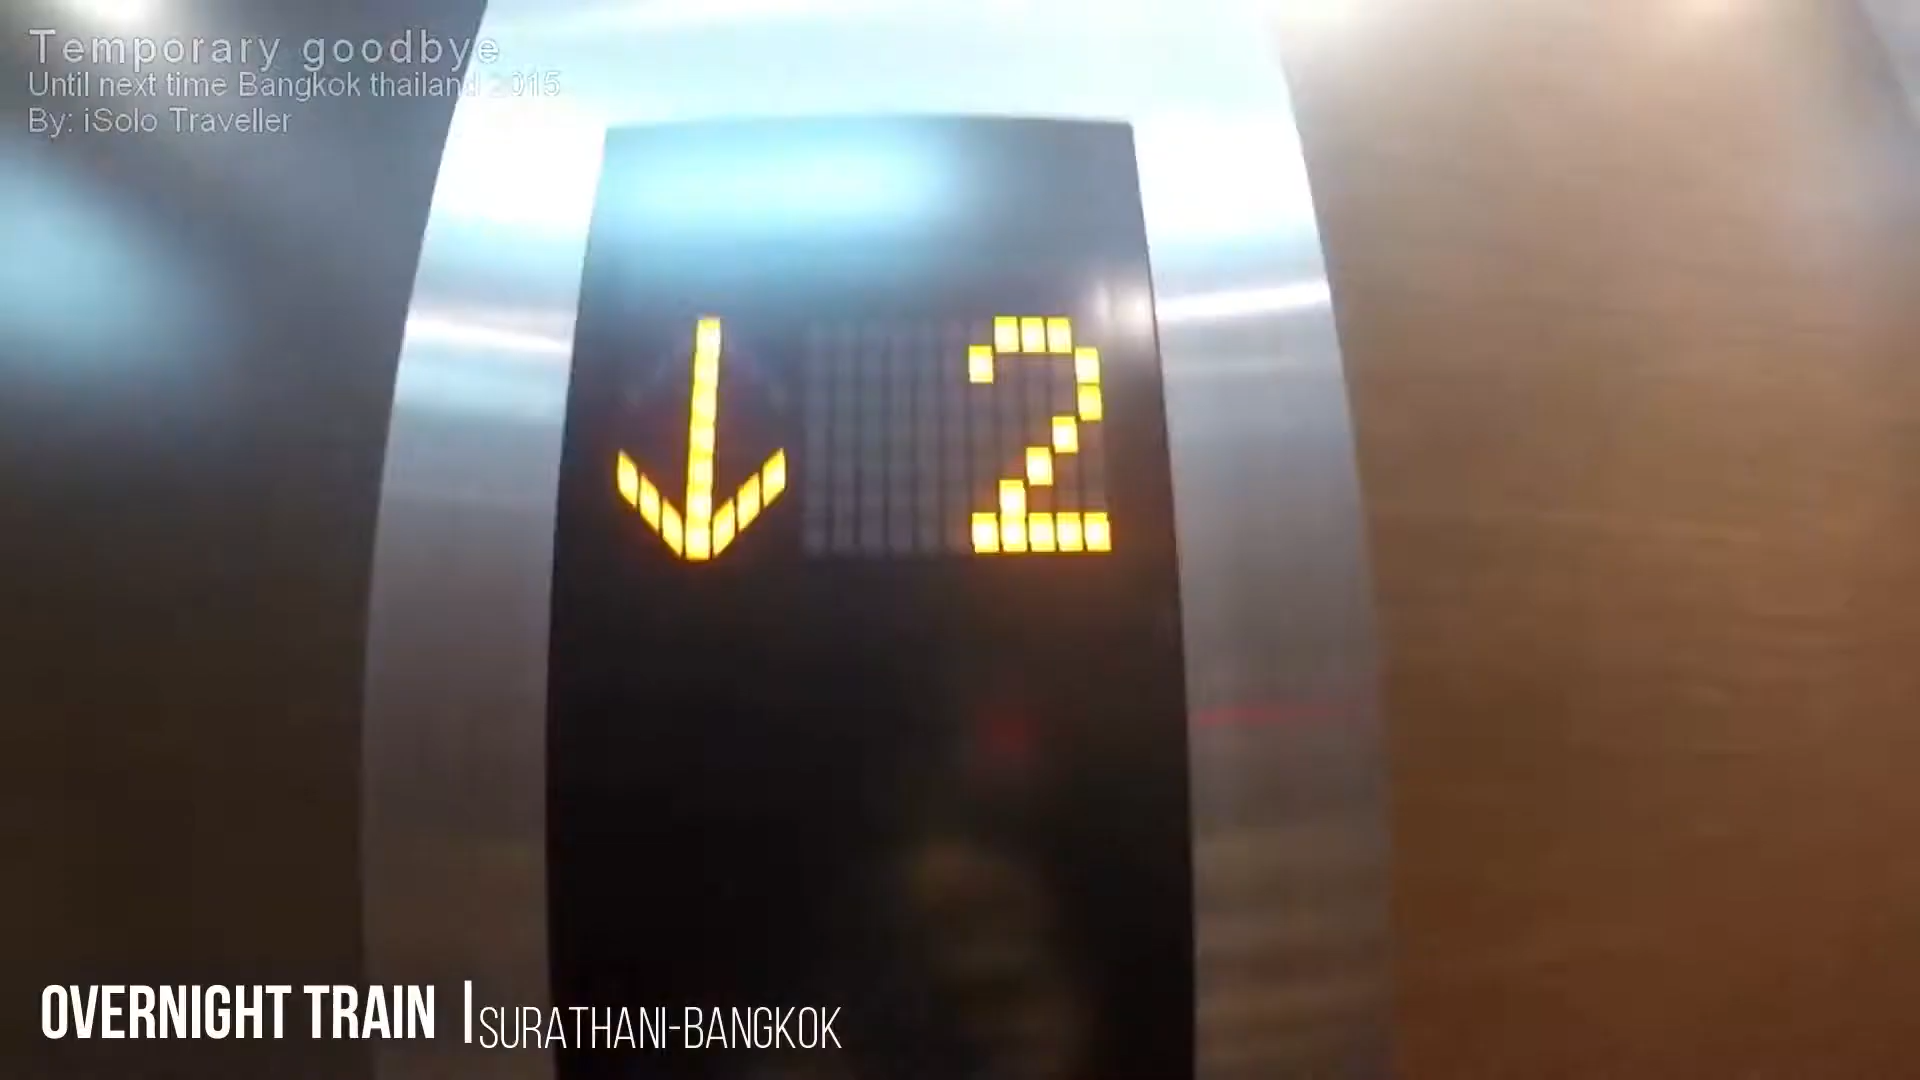 Temporary goodbye
Until next time Bangkok thailand 2015
By: iSolo Traveller
↓ 2
OVERNIGHT TRAIN | SURATHANI-BANGKOK